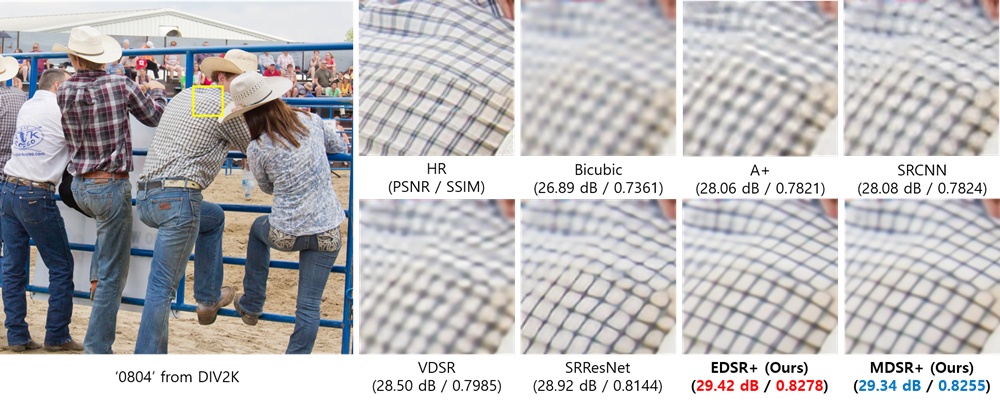 HR
(PSNR / SSIM)
Bicubic
(26.89 dB / 0.7361)
A+
(28.06 dB / 0.7821)
SRCNN
(28.08 dB / 0.7824)
VDSR
(28.50 dB / 0.7985)
SRResNet
(28.92 dB / 0.8144)
EDSR+ (Ours)
(29.42 dB / 0.8278)
MDSR+ (Ours)
(29.34 dB / 0.8255)
‘0804’ from DIV2K